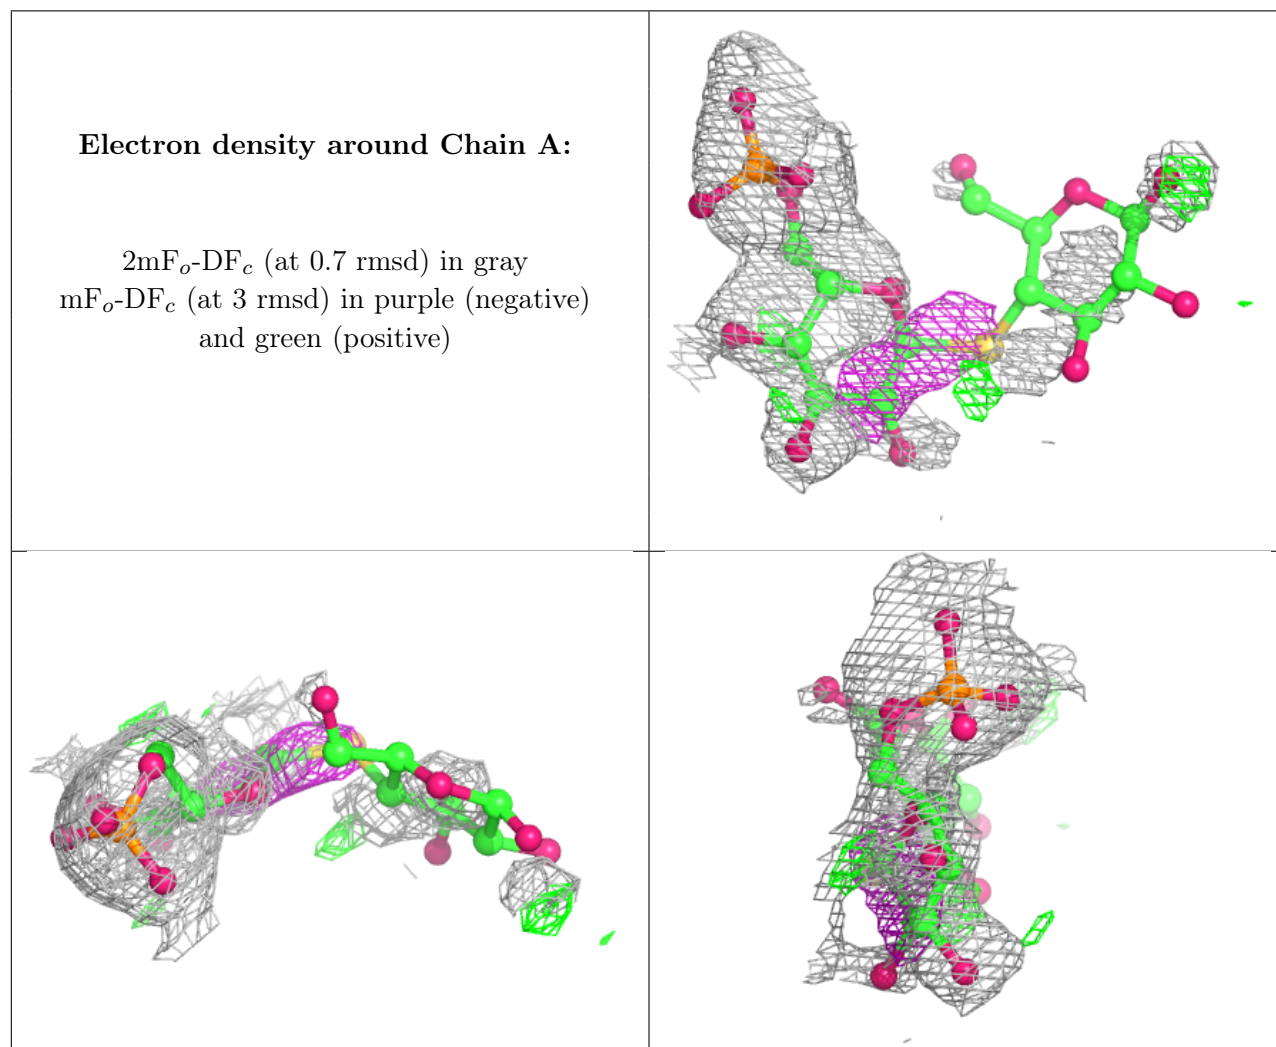 Electron density around Chain A:
2mFₒ-DF𝒸 (at 0.7 rmsd) in gray
mFₒ-DF𝒸 (at 3 rmsd) in purple (negative)
and green (positive)